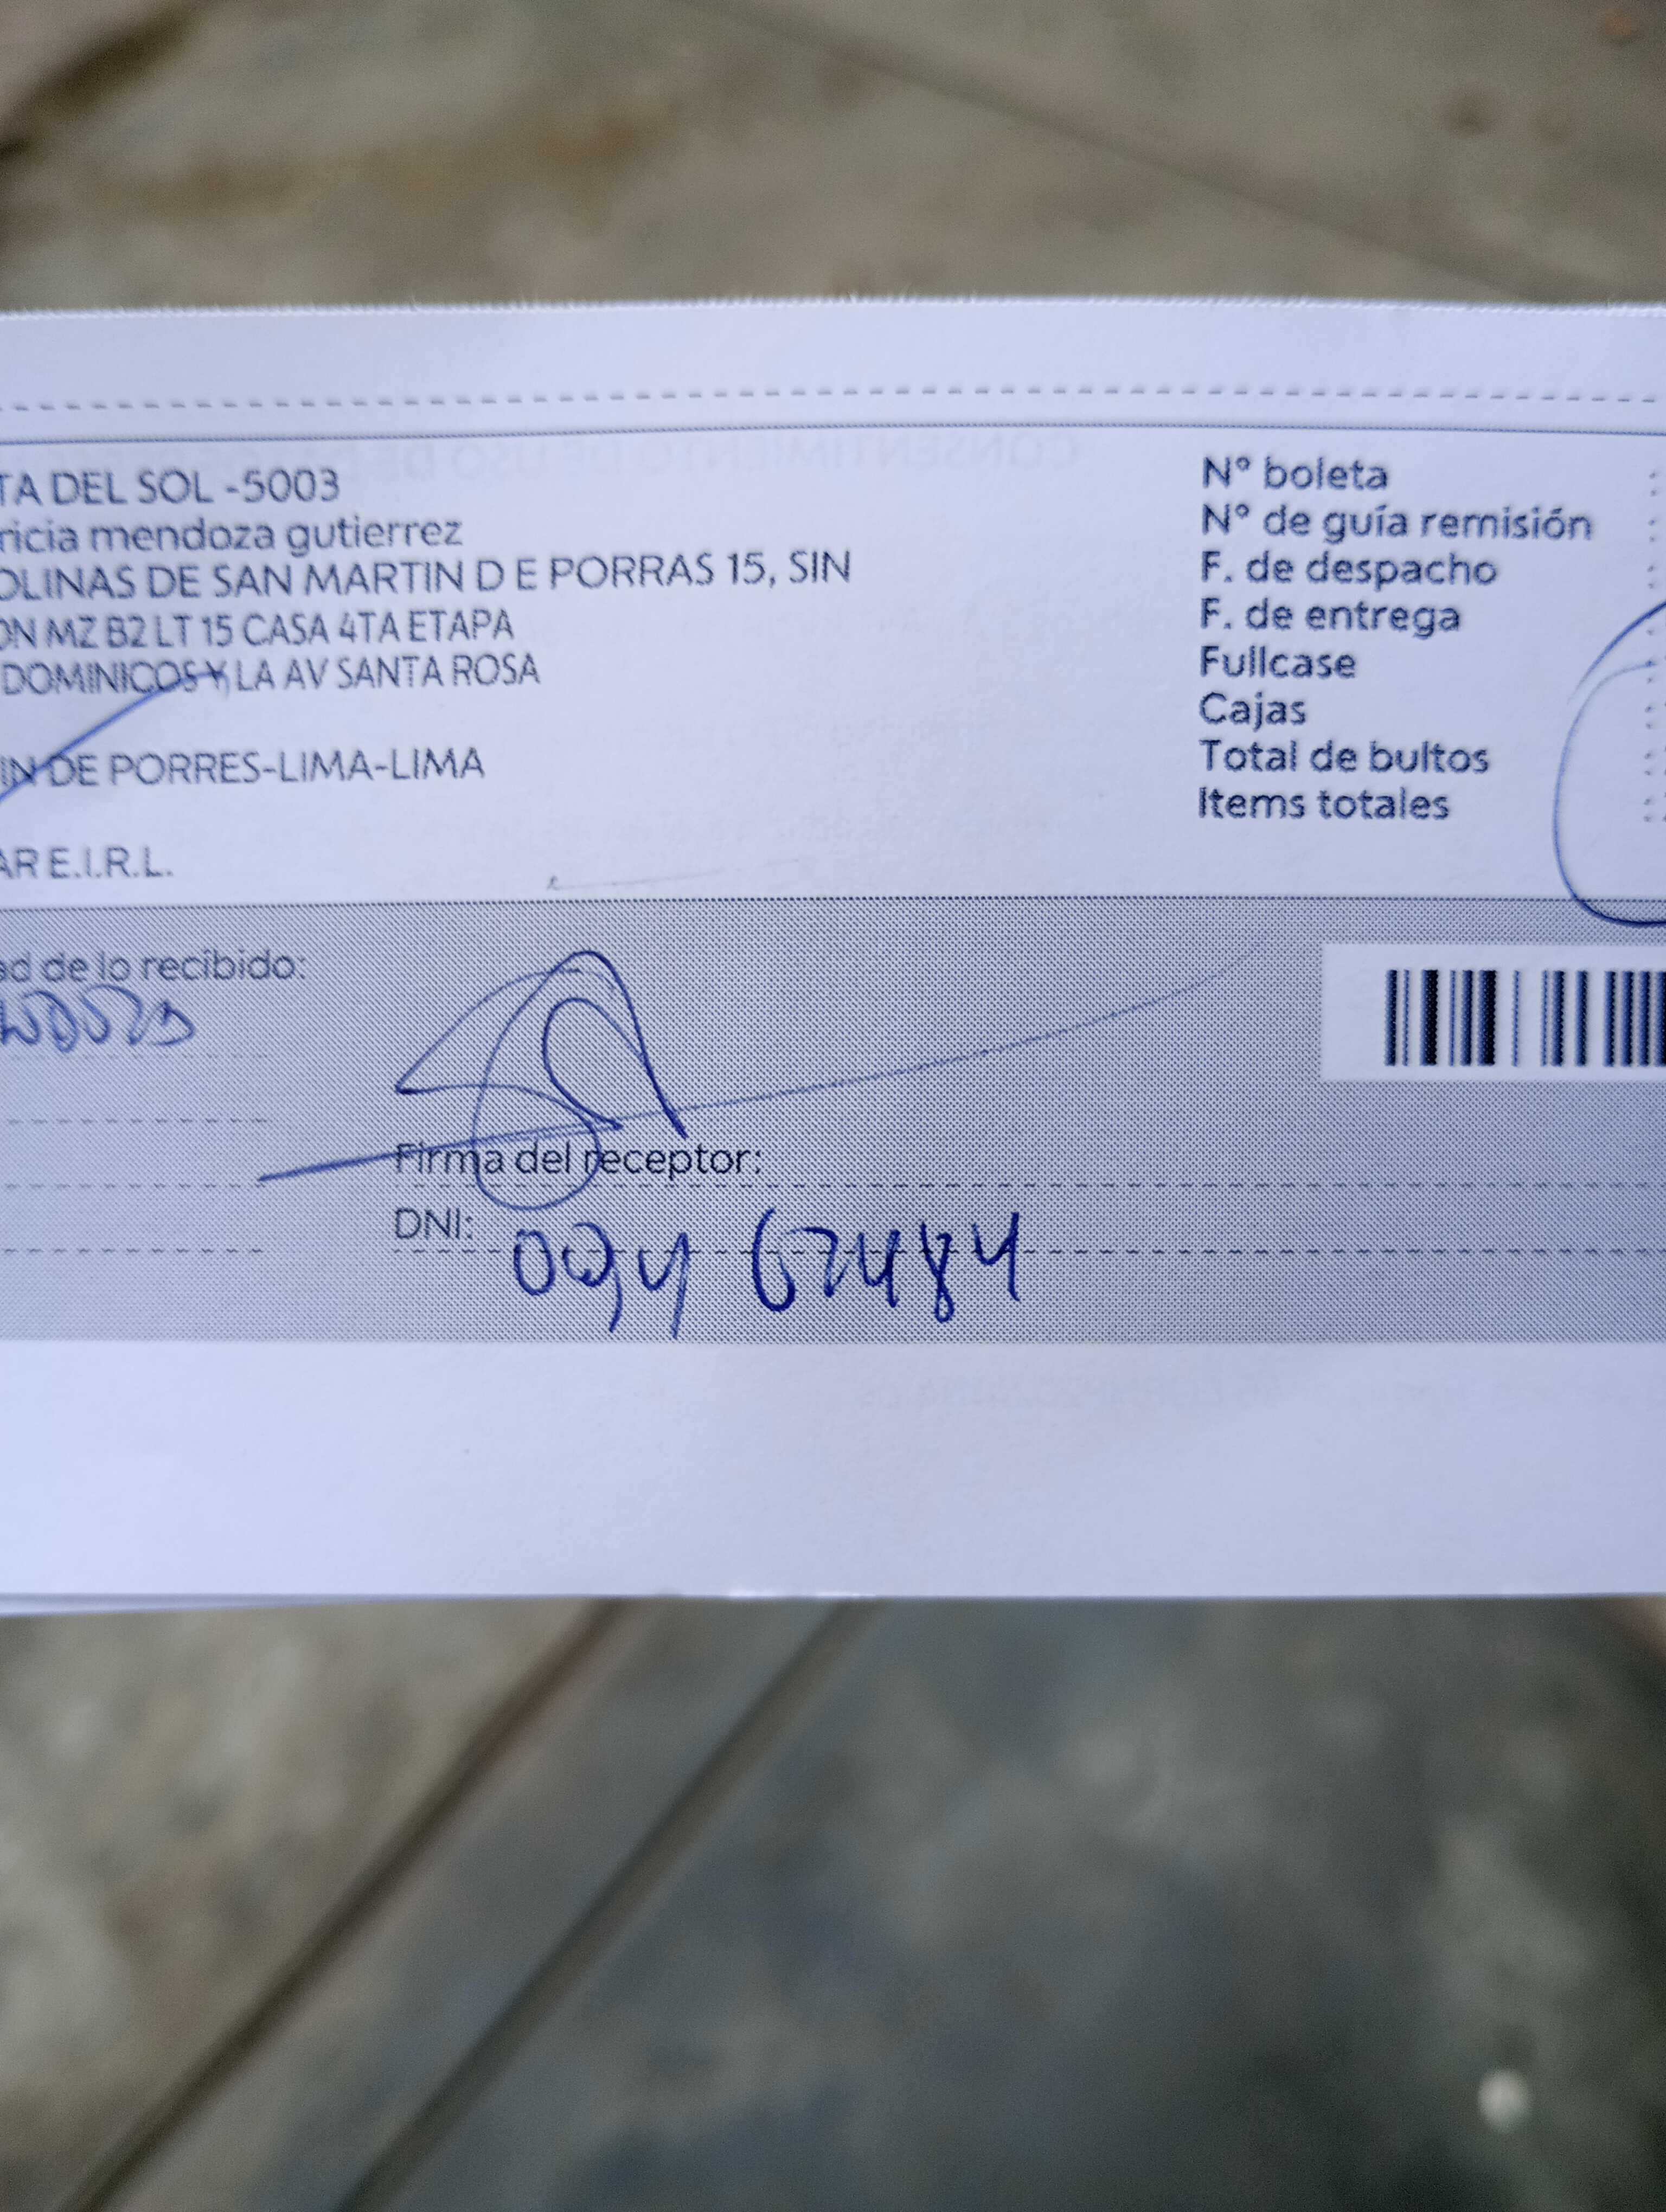 TA DEL SOL -5003
ricia mendoza gutierrez
OLINAS DE SAN MARTIN D E PORRAS 15, SIN
ON MZ B2 LT 15 CASA 4TA ETAPA
DOMINICOS Y LA AV SANTA ROSA
IN DE PORRES-LIMA-LIMA
AR E.I.R.L.
N° boleta :
N° de guía remisión :
F. de despacho :
F. de entrega :
Fullcase :
Cajas :
Total de bultos :
Items totales :
ad de lo recibido:
Firma del receptor:
DNI: